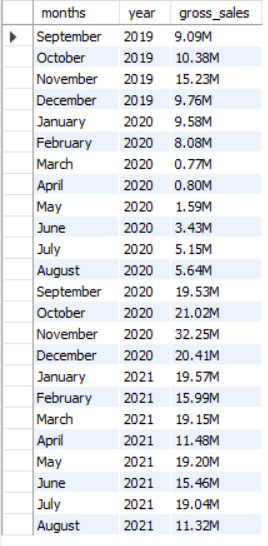 months year gross_sales
September 2019 9.09M
October 2019 10.38M
November 2019 15.23M
December 2019 9.76M
January 2020 9.58M
February 2020 8.08M
March 2020 0.77M
April 2020 0.80M
May 2020 1.59M
June 2020 3.43M
July 2020 5.15M
August 2020 5.64M
September 2020 19.53M
October 2020 21.02M
November 2020 32.25M
December 2020 20.41M
January 2021 19.57M
February 2021 15.99M
March 2021 19.15M
April 2021 11.48M
May 2021 19.20M
June 2021 15.46M
July 2021 19.04M
August 2021 11.32M